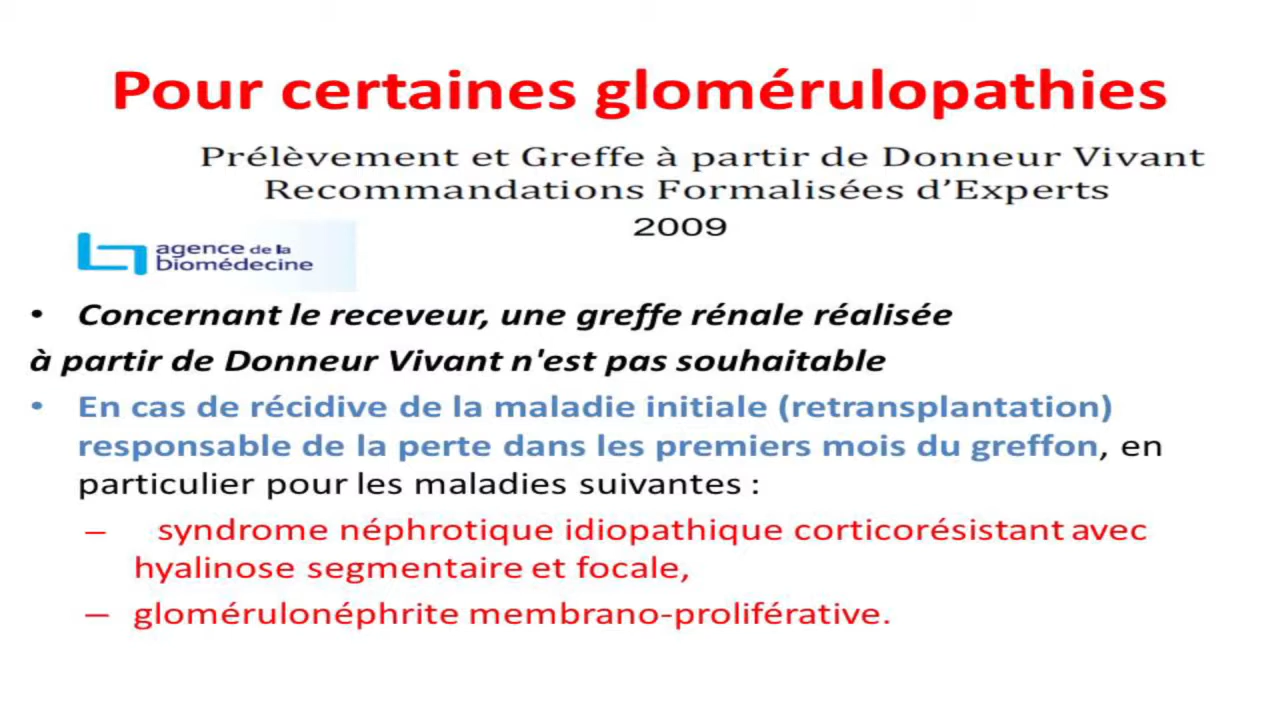 Pour certaines glomérulopathies
Prélèvement et Greffe à partir de Donneur Vivant
Recommandations Formalisées d'Experts
2009
agence de la
biomédecine
• Concernant le receveur, une greffe rénale réalisée
à partir de Donneur Vivant n'est pas souhaitable
• En cas de récidive de la maladie initiale (retransplantation)
responsable de la perte dans les premiers mois du greffon, en
particulier pour les maladies suivantes :
– syndrome néphrotique idiopathique corticorésistant avec
hyalinose segmentaire et focale,
– glomérulonéphrite membrano-proliférative.